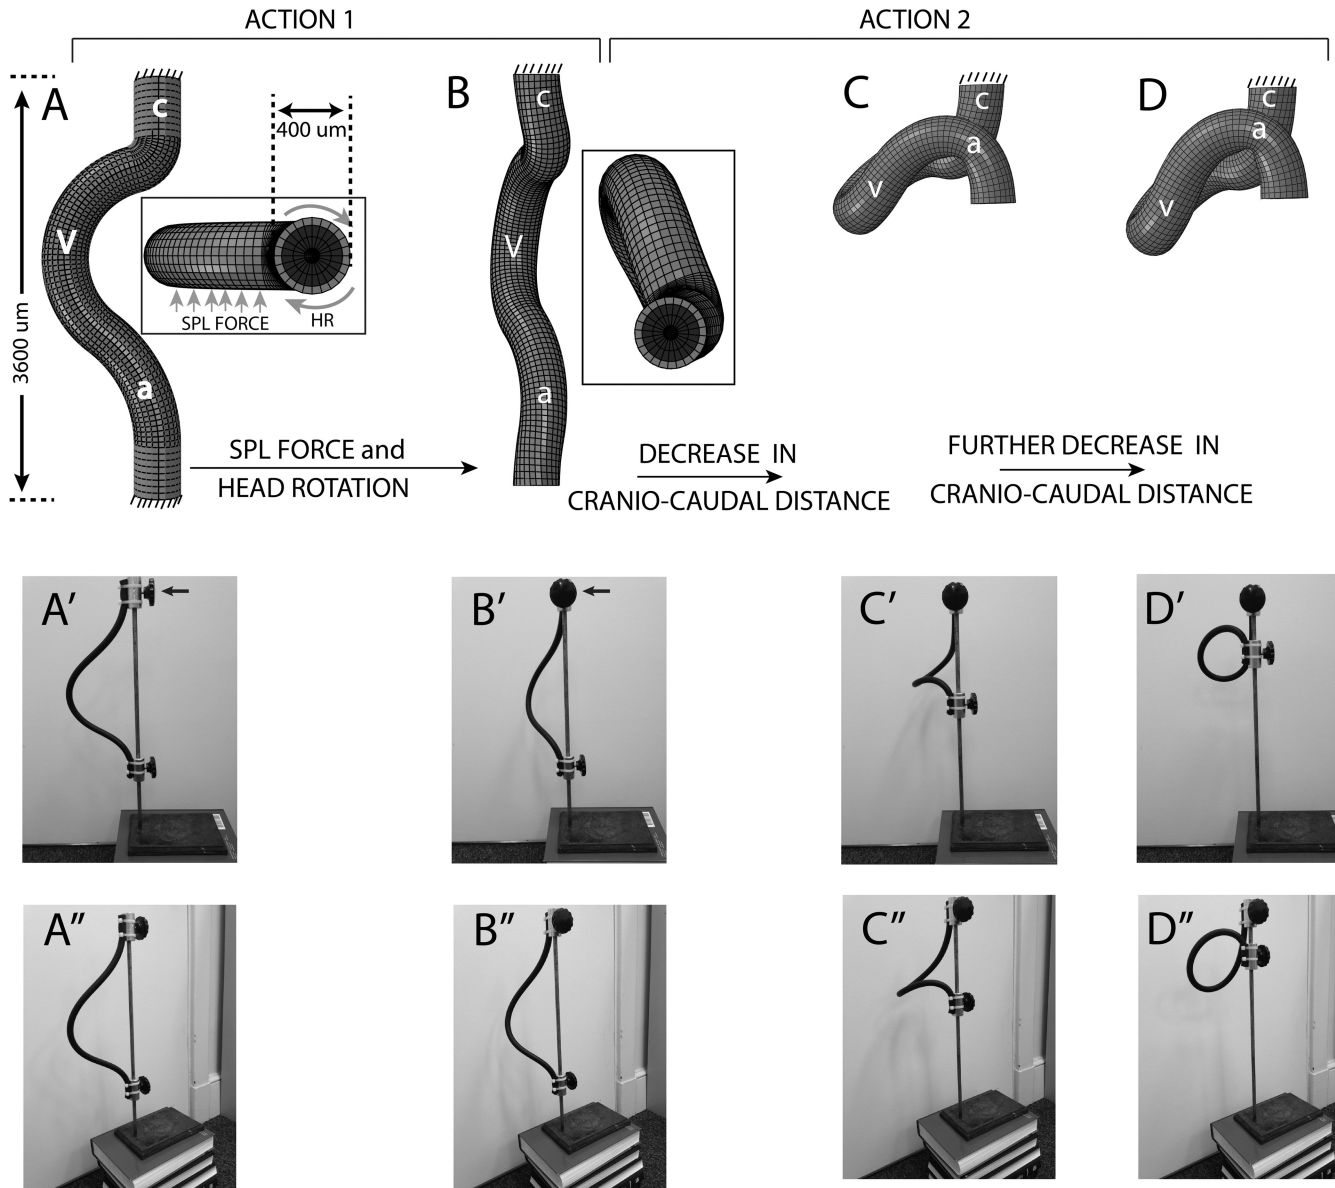 ACTION 1
ACTION 2
A
B
C
D
c
V
a
3600 um
400 um
SPL FORCE
HR
c
V
a
c
a
v
c
a
v
SPL FORCE and
HEAD ROTATION
DECREASE IN
CRANIO-CAUDAL DISTANCE
FURTHER DECREASE IN
CRANIO-CAUDAL DISTANCE
A′
B′
C′
D′
A″
B″
C″
D″